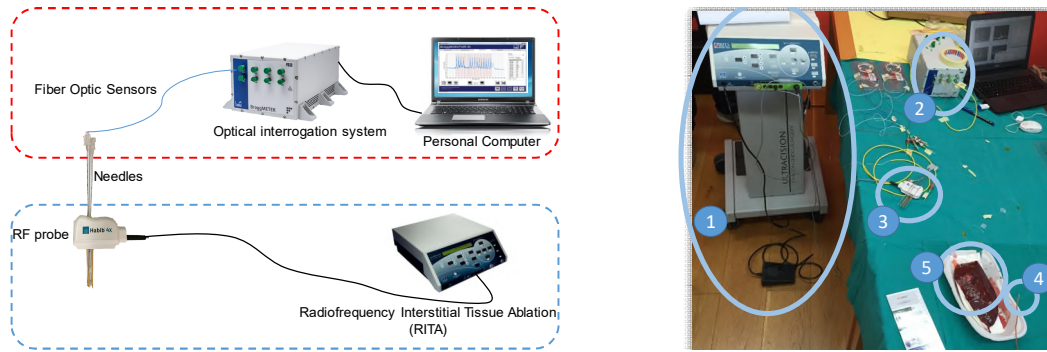 Fiber Optic Sensors
BraggMETER
Optical interrogation system
Personal Computer
Needles
RF probe
Habib 4X
Radiofrequency Interstitial Tissue Ablation
(RITA)
ULTRACISION
1
2
3
4
5